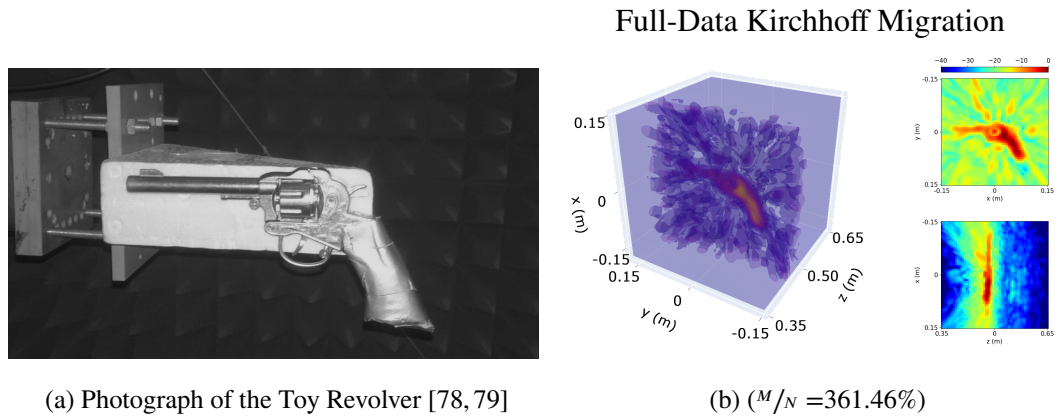 Full-Data Kirchhoff Migration
0.15
0
-0.15
x (m)
0.15
0
-0.15
y (m)
0.35
0.50
0.65
z (m)
−40 −30 −20 −10 0
-0.15
0
0.15
y (m)
-0.15 0 0.15
x (m)
-0.15
0
0.15
x (m)
0.35 0.5 0.65
z (m)
(a) Photograph of the Toy Revolver [78, 79]
(b) (M/N =361.46%)